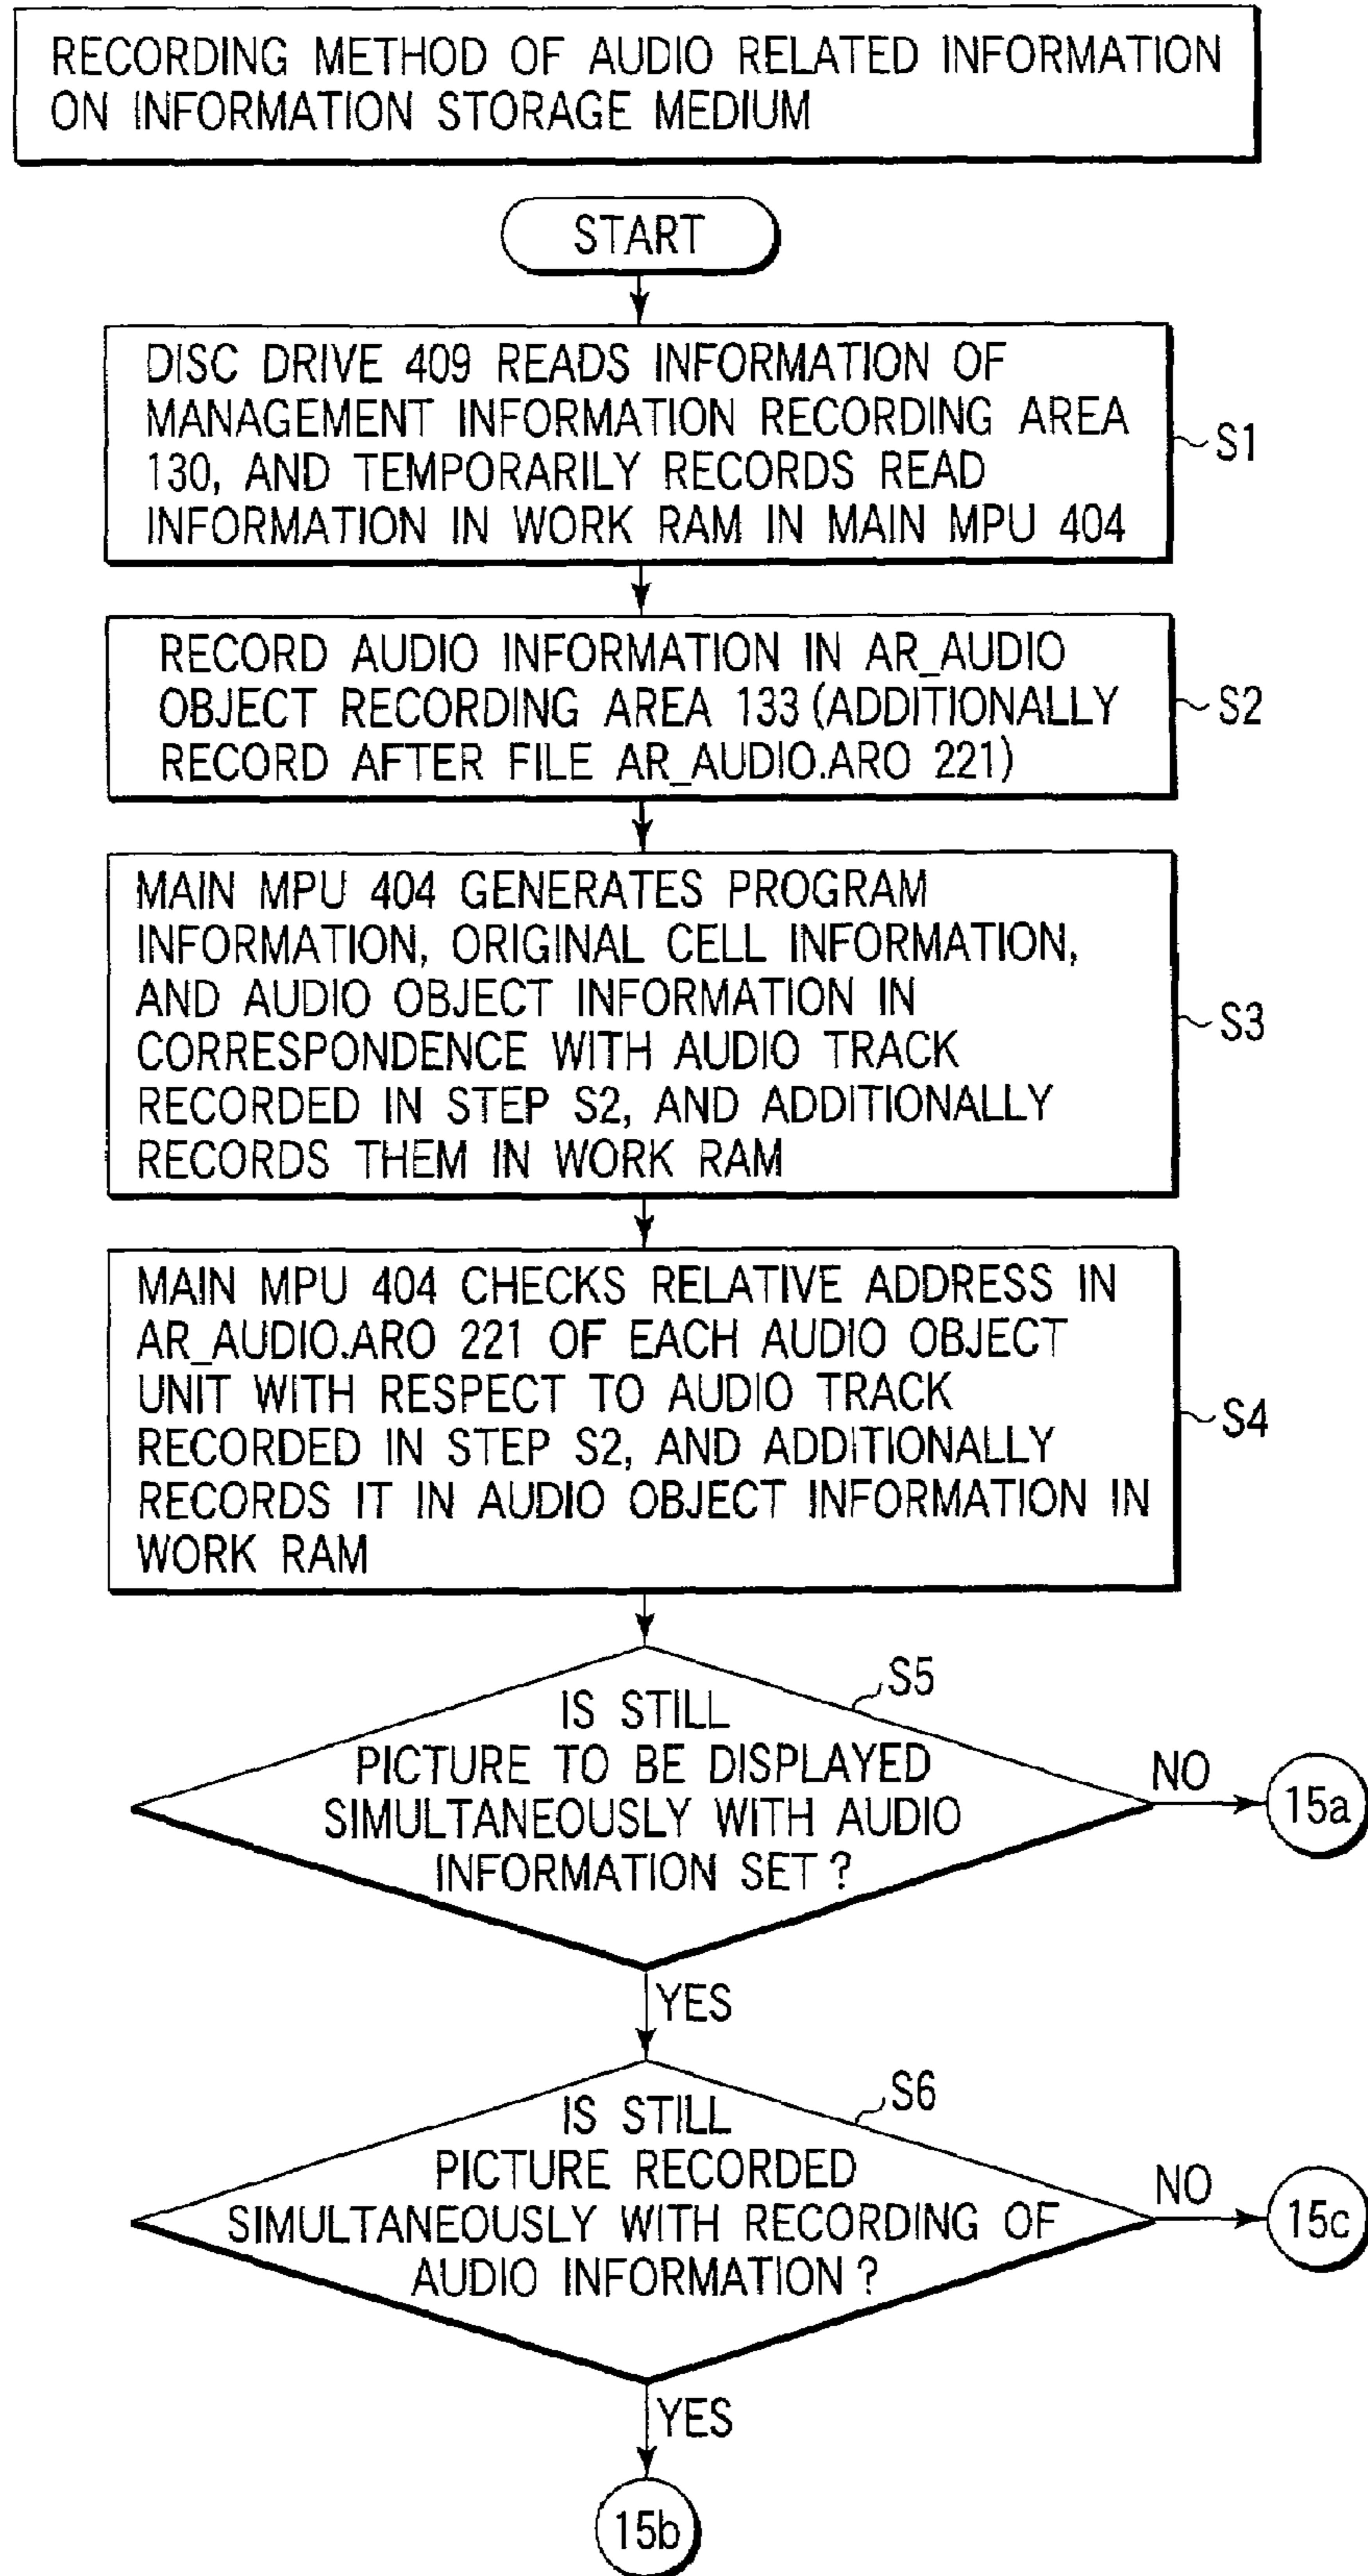 RECORDING METHOD OF AUDIO RELATED INFORMATION
ON INFORMATION STORAGE MEDIUM
START
DISC DRIVE 409 READS INFORMATION OF
MANAGEMENT INFORMATION RECORDING AREA
130, AND TEMPORARILY RECORDS READ
INFORMATION IN WORK RAM IN MAIN MPU 404
S1
RECORD AUDIO INFORMATION IN AR_AUDIO
OBJECT RECORDING AREA 133 (ADDITIONALLY
RECORD AFTER FILE AR_AUDIO.ARO 221)
S2
MAIN MPU 404 GENERATES PROGRAM
INFORMATION, ORIGINAL CELL INFORMATION,
AND AUDIO OBJECT INFORMATION IN
CORRESPONDENCE WITH AUDIO TRACK
RECORDED IN STEP S2, AND ADDITIONALLY
RECORDS THEM IN WORK RAM
S3
MAIN MPU 404 CHECKS RELATIVE ADDRESS IN
AR_AUDIO.ARO 221 OF EACH AUDIO OBJECT
UNIT WITH RESPECT TO AUDIO TRACK
RECORDED IN STEP S2, AND ADDITIONALLY
RECORDS IT IN AUDIO OBJECT INFORMATION IN
WORK RAM
S4
S5
IS STILL
PICTURE TO BE DISPLAYED
SIMULTANEOUSLY WITH AUDIO
INFORMATION SET?
NO
15a
YES
S6
IS STILL
PICTURE RECORDED
SIMULTANEOUSLY WITH RECORDING OF
AUDIO INFORMATION?
NO
15c
YES
15b